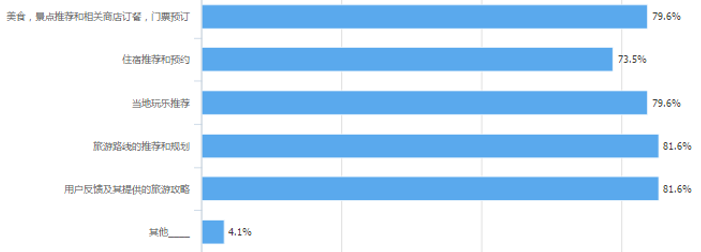 美食，景点推荐和相关商店订餐，门票预订 79.6%
住宿推荐和预约 73.5%
当地玩乐推荐 79.6%
旅游路线的推荐和规划 81.6%
用户反馈及其提供的旅游攻略 81.6%
其他____ 4.1%